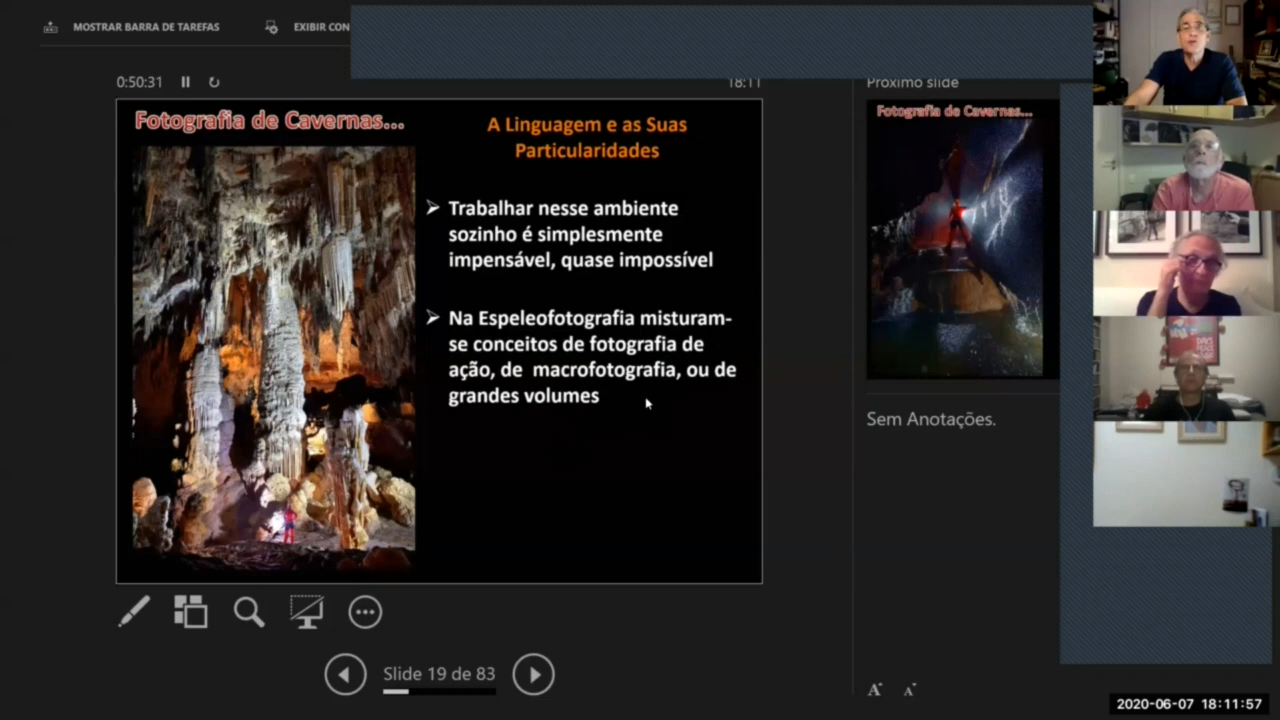 MOSTRAR BARRA DE TAREFAS
EXIBIR CON
0:50:31
18:11
Próximo slide
Fotografia de Cavernas...
A Linguagem e as Suas
Particularidades
Trabalhar nesse ambiente
sozinho é simplesmente
impensável, quase impossível
Na Espeleofotografia misturam-
se conceitos de fotografia de
ação, de macrofotografia, ou de
grandes volumes
Fotografia de Cavernas...
Sem Anotações.
Slide 19 de 83
A A
2020-06-07 18:11:57